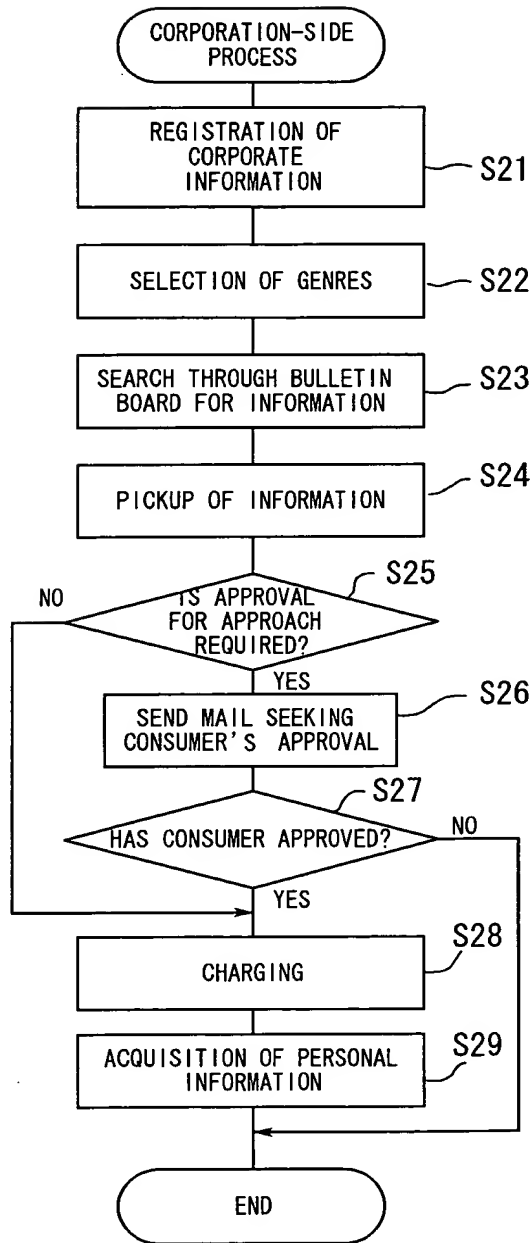 CORPORATION-SIDE
PROCESS
REGISTRATION OF
CORPORATE
INFORMATION
S21
SELECTION OF GENRES
S22
SEARCH THROUGH BULLETIN
BOARD FOR INFORMATION
S23
PICKUP OF INFORMATION
S24
IS APPROVAL
FOR APPROACH
REQUIRED?
S25
NO
YES
SEND MAIL SEEKING
CONSUMER'S APPROVAL
S26
HAS CONSUMER APPROVED?
S27
NO
YES
CHARGING
S28
ACQUISITION OF PERSONAL
INFORMATION
S29
END